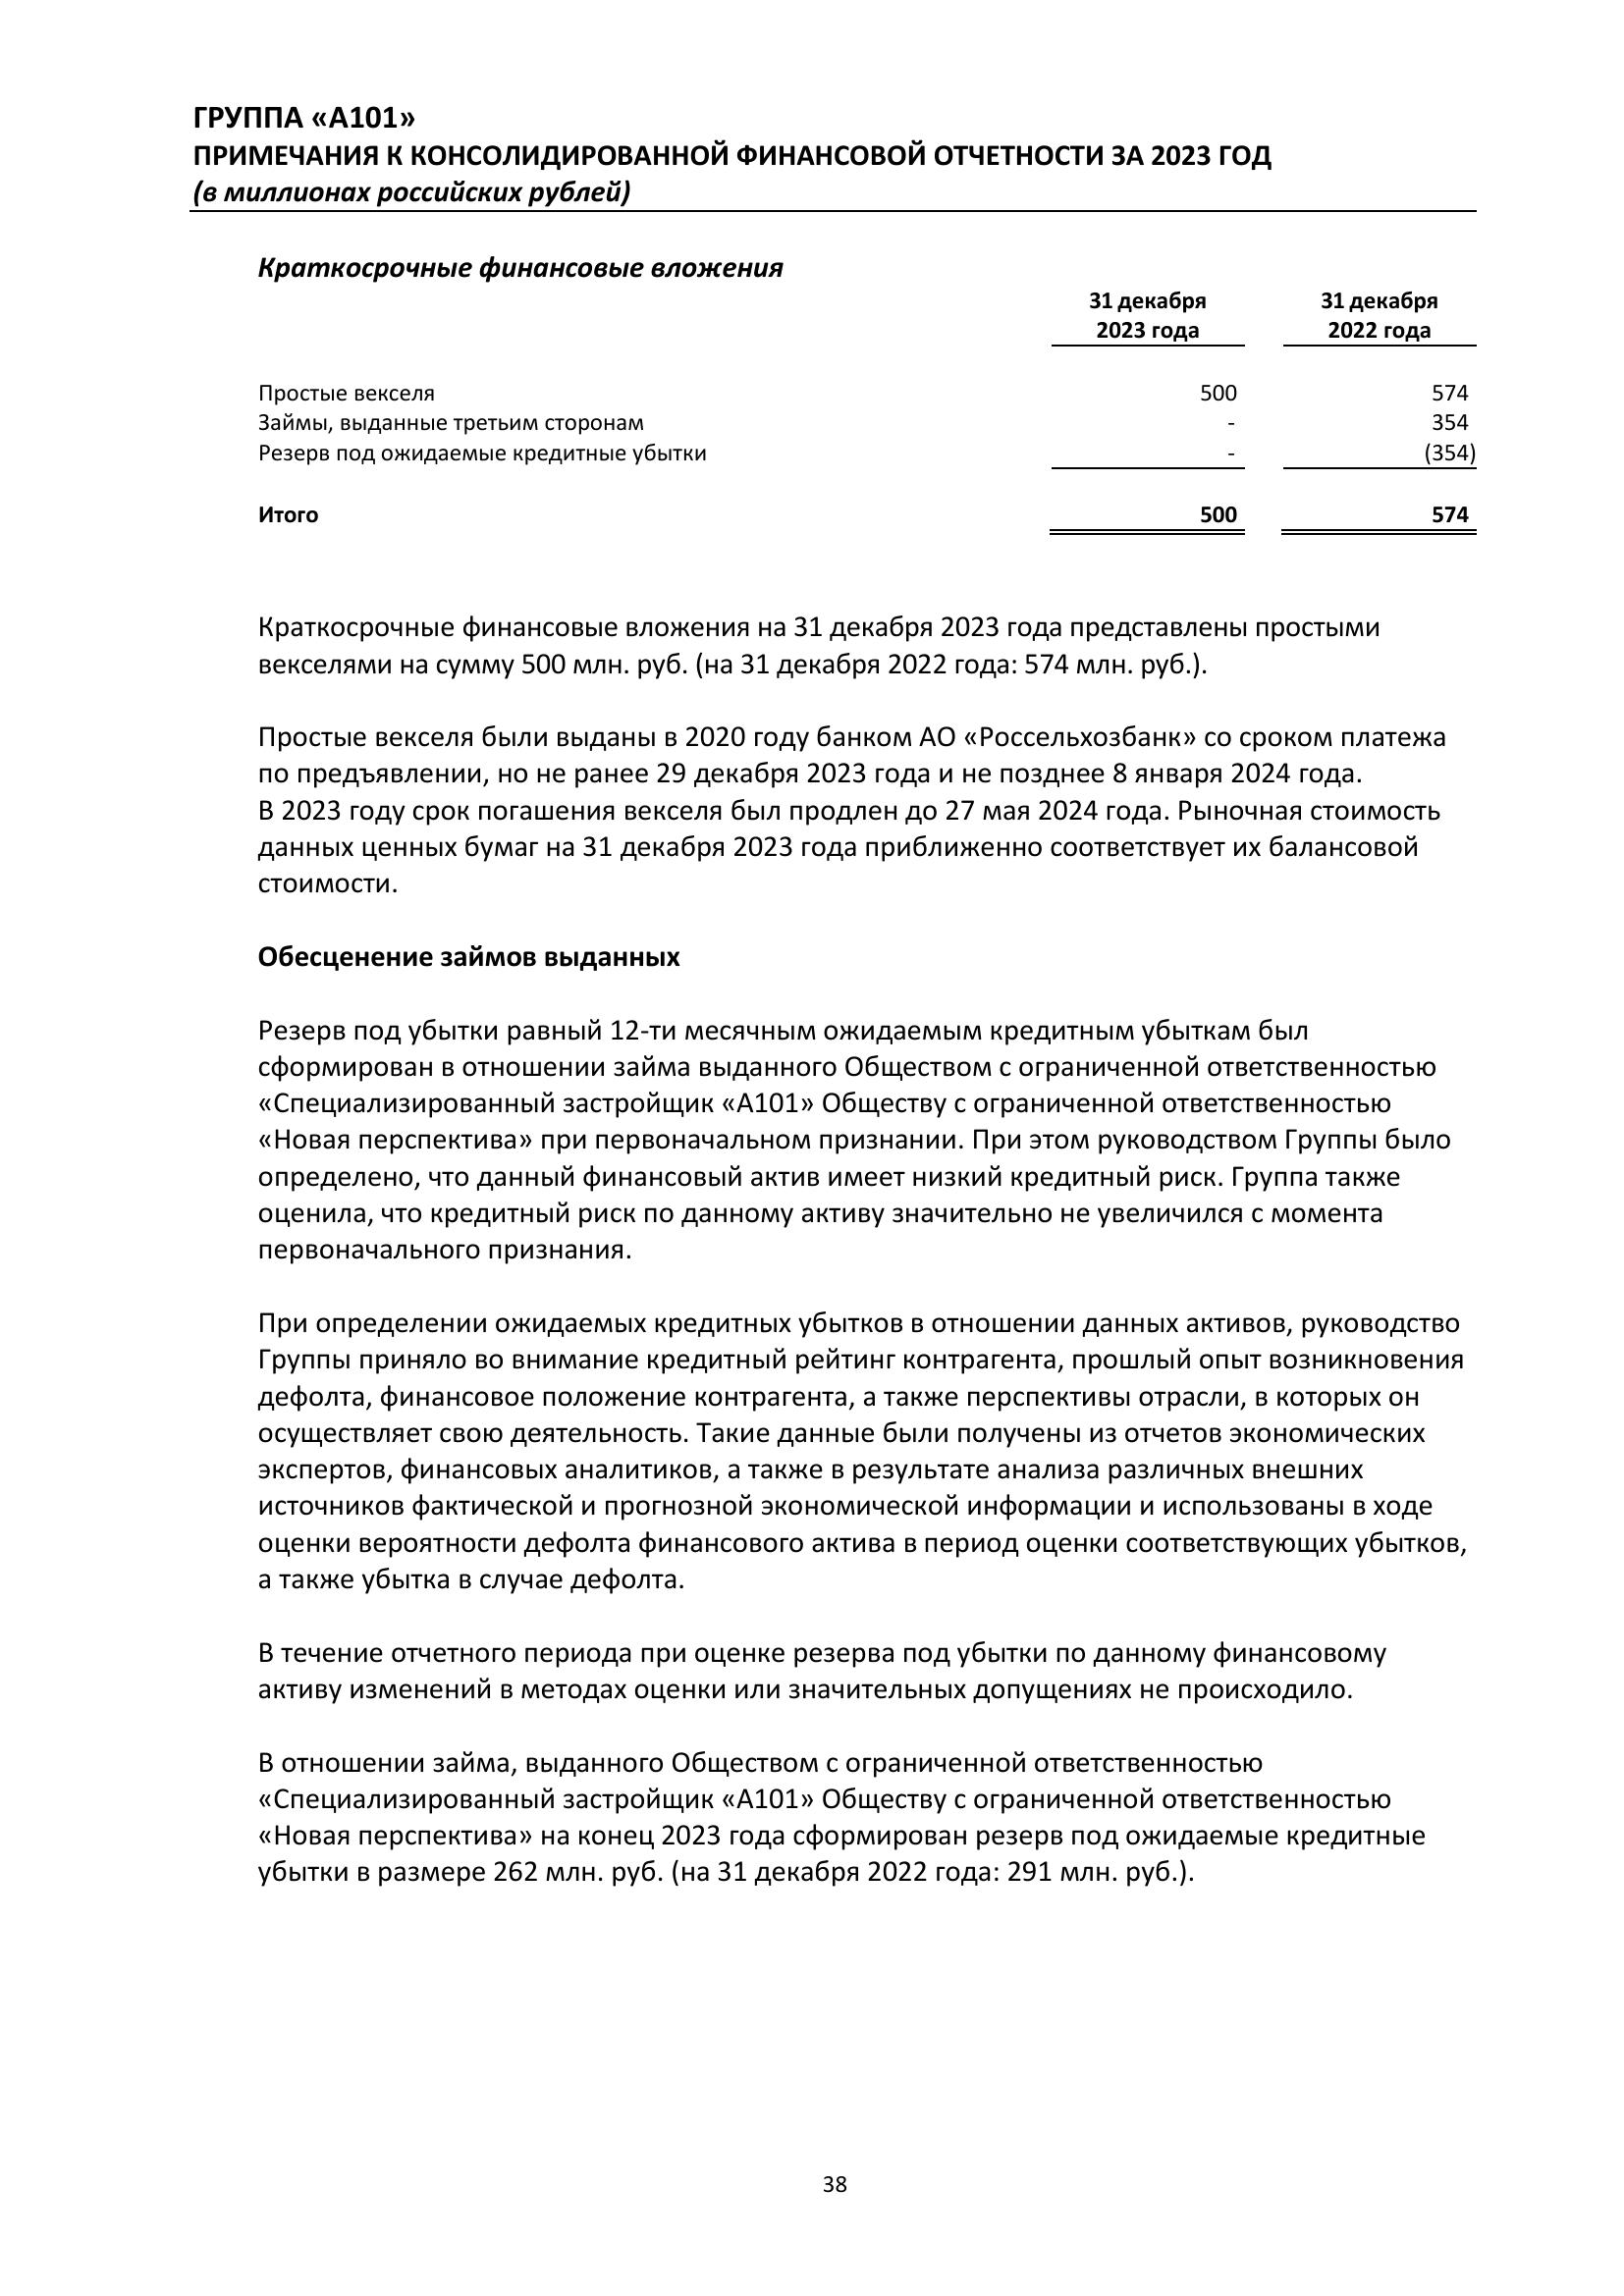 ГРУППА «А101»
ПРИМЕЧАНИЯ К КОНСОЛИДИРОВАННОЙ ФИНАНСОВОЙ ОТЧЕТНОСТИ ЗА 2023 ГОД
(в миллионах российских рублей)
Краткосрочные финансовые вложения
31 декабря 31 декабря
2023 года 2022 года
Простые векселя 500 574
Займы, выданные третьим сторонам - 354
Резерв под ожидаемые кредитные убытки - (354)
Итого 500 574
Краткосрочные финансовые вложения на 31 декабря 2023 года представлены простыми
векселями на сумму 500 млн. руб. (на 31 декабря 2022 года: 574 млн. руб.).
Простые векселя были выданы в 2020 году банком АО «Россельхозбанк» со сроком платежа
по предъявлении, но не ранее 29 декабря 2023 года и не позднее 8 января 2024 года.
В 2023 году срок погашения векселя был продлен до 27 мая 2024 года. Рыночная стоимость
данных ценных бумаг на 31 декабря 2023 года приближенно соответствует их балансовой
стоимости.
Обесценение займов выданных
Резерв под убытки равный 12-ти месячным ожидаемым кредитным убыткам был
сформирован в отношении займа выданного Обществом с ограниченной ответственностью
«Специализированный застройщик «А101» Обществу с ограниченной ответственностью
«Новая перспектива» при первоначальном признании. При этом руководством Группы было
определено, что данный финансовый актив имеет низкий кредитный риск. Группа также
оценила, что кредитный риск по данному активу значительно не увеличился с момента
первоначального признания.
При определении ожидаемых кредитных убытков в отношении данных активов, руководство
Группы приняло во внимание кредитный рейтинг контрагента, прошлый опыт возникновения
дефолта, финансовое положение контрагента, а также перспективы отрасли, в которых он
осуществляет свою деятельность. Такие данные были получены из отчетов экономических
экспертов, финансовых аналитиков, а также в результате анализа различных внешних
источников фактической и прогнозной экономической информации и использованы в ходе
оценки вероятности дефолта финансового актива в период оценки соответствующих убытков,
а также убытка в случае дефолта.
В течение отчетного периода при оценке резерва под убытки по данному финансовому
активу изменений в методах оценки или значительных допущениях не происходило.
В отношении займа, выданного Обществом с ограниченной ответственностью
«Специализированный застройщик «А101» Обществу с ограниченной ответственностью
«Новая перспектива» на конец 2023 года сформирован резерв под ожидаемые кредитные
убытки в размере 262 млн. руб. (на 31 декабря 2022 года: 291 млн. руб.).
38